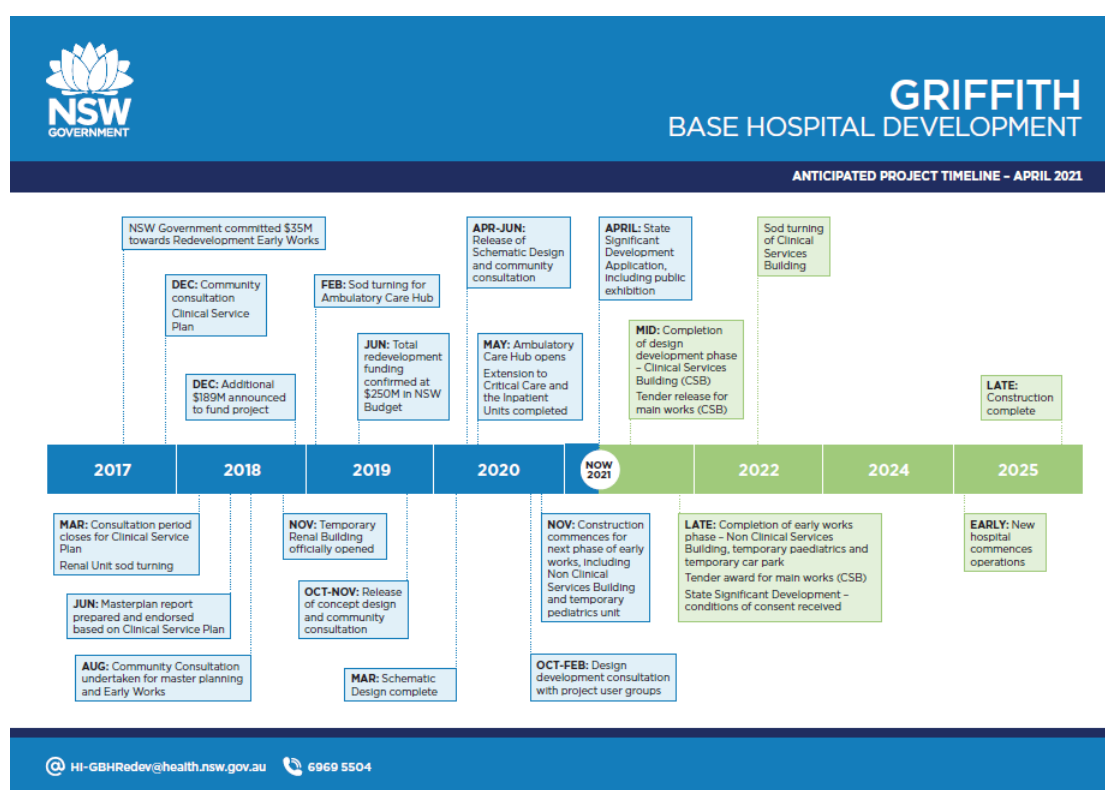 NSW
GOVERNMENT
GRIFFITH
BASE HOSPITAL DEVELOPMENT
ANTICIPATED PROJECT TIMELINE – APRIL 2021
NSW Government committed $35M
towards Redevelopment Early Works
DEC: Community
consultation
Clinical Service
Plan
DEC: Additional
$189M announced
to fund project
FEB: Sod turning for
Ambulatory Care Hub
JUN: Total
redevelopment
funding
confirmed at
$250M in NSW
Budget
APR-JUN:
Release of
Schematic Design
and community
consultation
MAY: Ambulatory
Care Hub opens
Extension to
Critical Care and
the Inpatient
Units completed
APRIL: State
Significant
Development
Application,
including public
exhibition
MID: Completion
of design
development phase
– Clinical Services
Building (CSB)
Tender release for
main works (CSB)
Sod turning
of Clinical
Services
Building
LATE:
Construction
complete
2017
2018
2019
2020
NOW
2021
2022
2024
2025
MAR: Consultation period
closes for Clinical Service
Plan
Renal Unit sod turning
JUN: Masterplan report
prepared and endorsed
based on Clinical Service Plan
AUG: Community Consultation
undertaken for master planning
and Early Works
NOV: Temporary
Renal Building
officially opened
OCT-NOV: Release
of concept design
and community
consultation
MAR: Schematic
Design complete
NOV: Construction
commences for
next phase of early
works, including
Non Clinical
Services Building
and temporary
pediatrics unit
OCT-FEB: Design
development consultation
with project user groups
LATE: Completion of early works
phase – Non Clinical Services
Building, temporary paediatrics and
temporary car park
Tender award for main works (CSB)
State Significant Development –
conditions of consent received
EARLY: New
hospital
commences
operations
HI-GBHRedev@health.nsw.gov.au
6969 5504